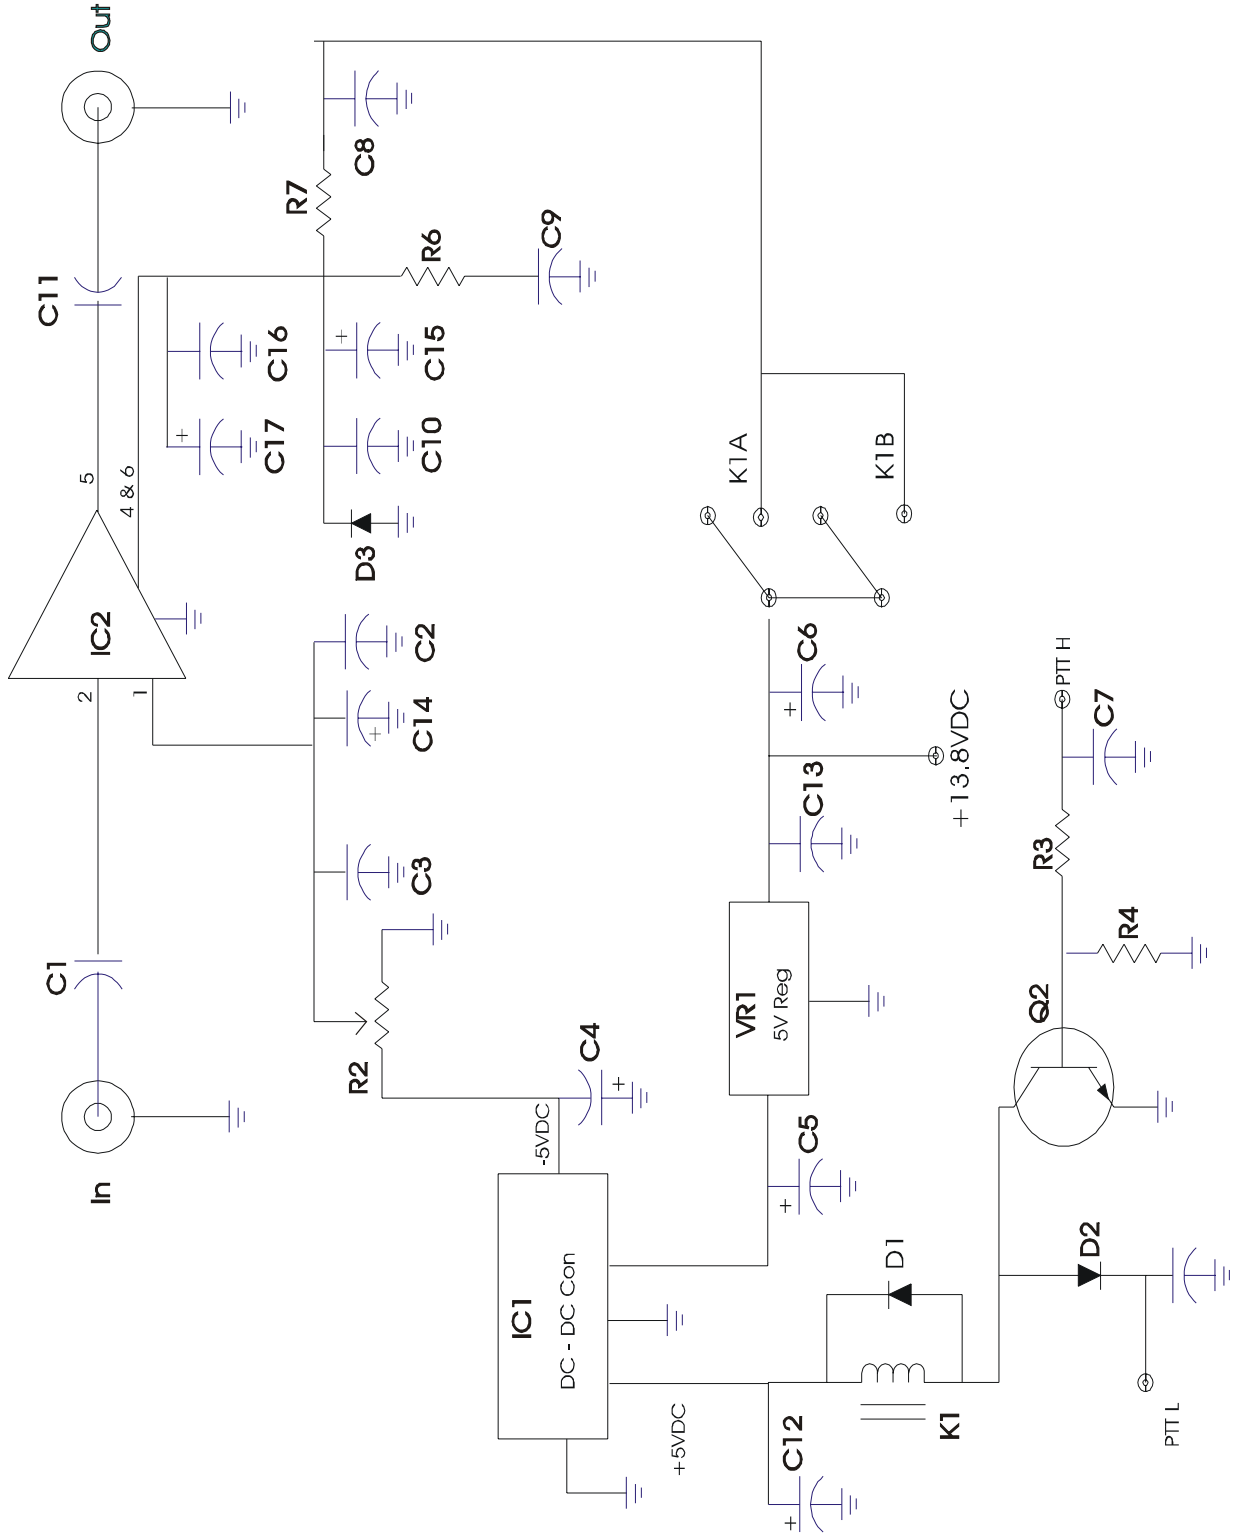 In
C1
2
1
IC2
5
4 & 6
C11
Out
R7
C8
R6
C9
C16
C17
C15
C10
D3
C2
C14
+
C3
R2
C4
+
-5VDC
IC1
DC - DC Con
+5VDC
C12
+
C5
+
VR1
5V Reg
C13
C6
+
+13.8VDC
K1A
K1B
+
+
K1
D1
D2
PTT L
Q2
R4
R3
C7
PTT H